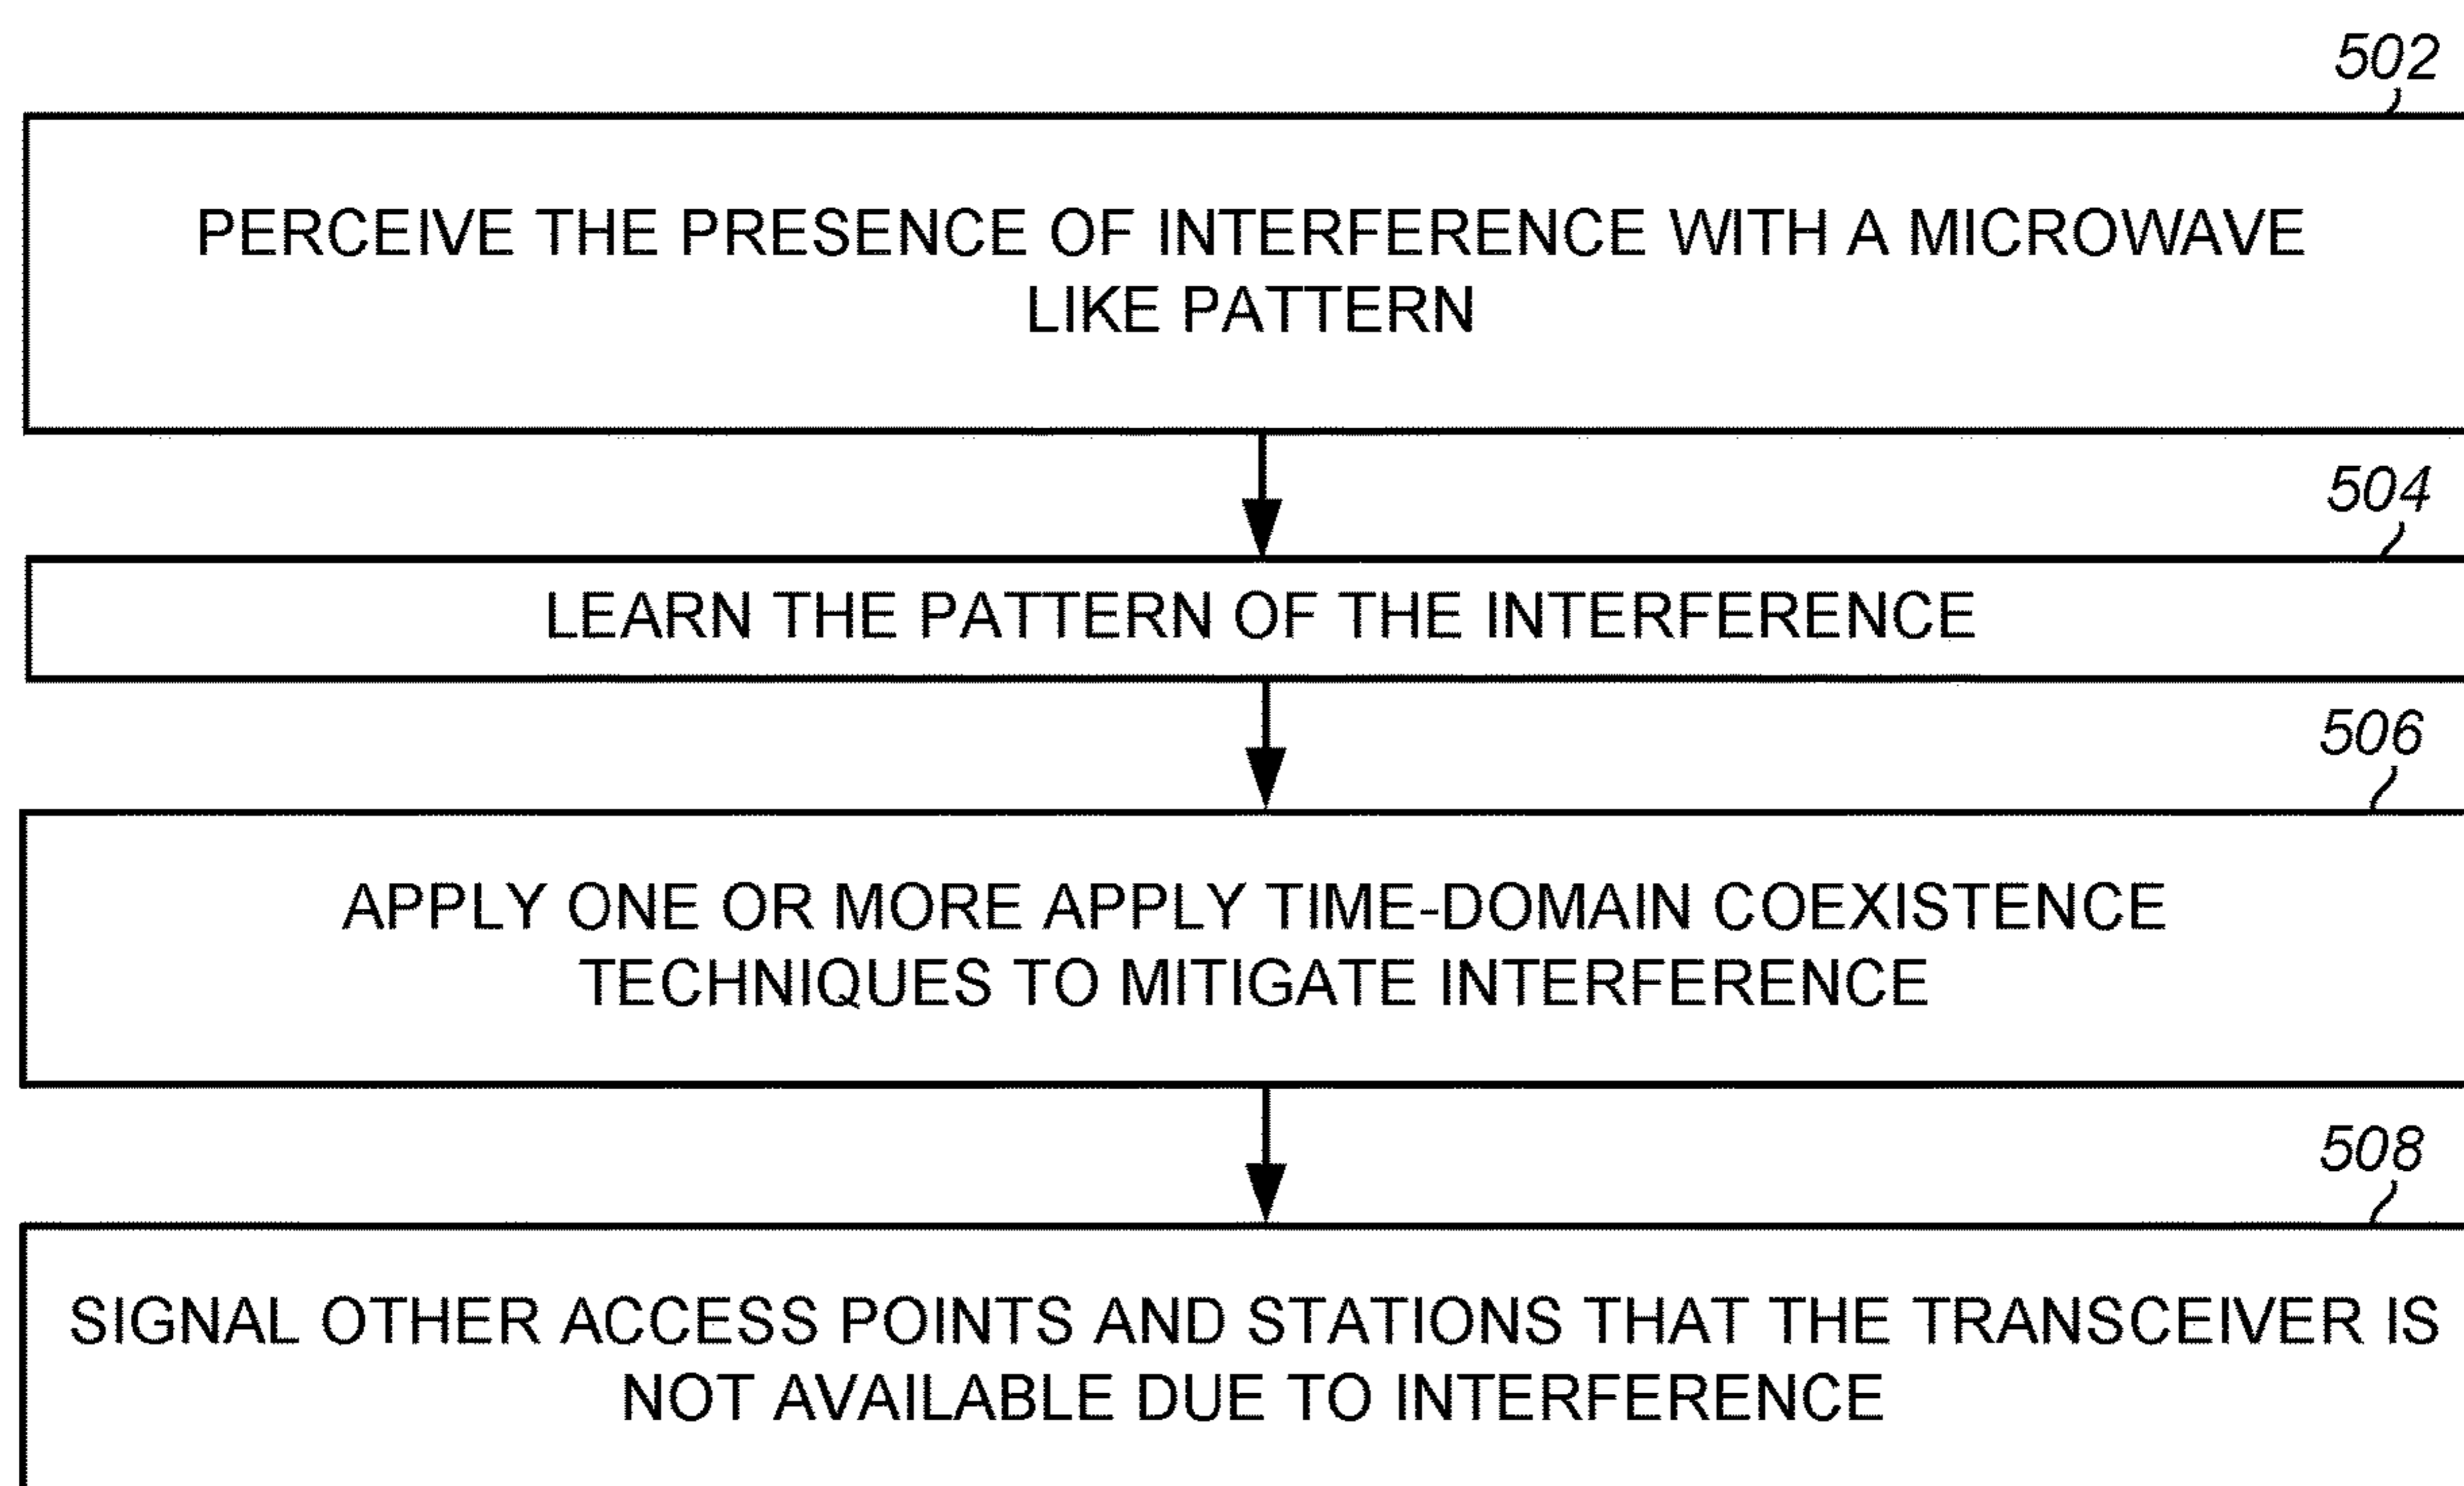 502
PERCEIVE THE PRESENCE OF INTERFERENCE WITH A MICROWAVE
LIKE PATTERN
504
LEARN THE PATTERN OF THE INTERFERENCE
506
APPLY ONE OR MORE APPLY TIME-DOMAIN COEXISTENCE
TECHNIQUES TO MITIGATE INTERFERENCE
508
SIGNAL OTHER ACCESS POINTS AND STATIONS THAT THE TRANSCEIVER IS
NOT AVAILABLE DUE TO INTERFERENCE